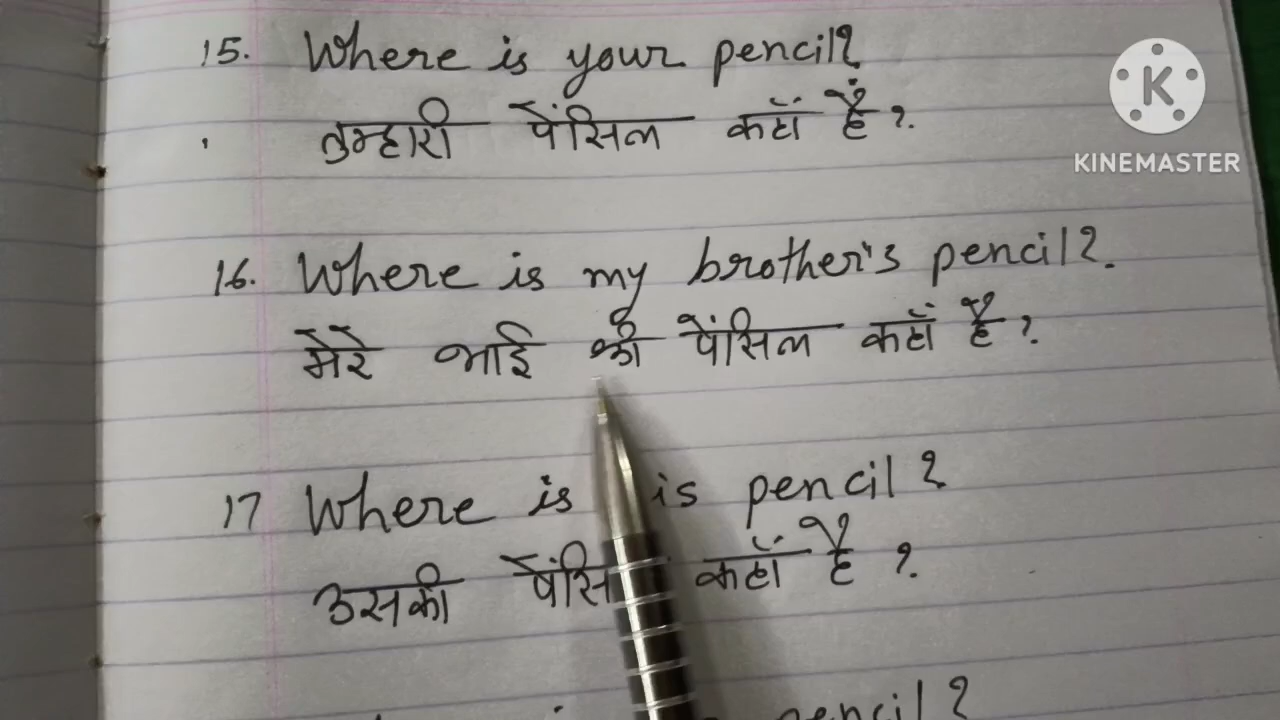 15. Where is your pencil?
तुम्हारी पेंसिल कहाँ हैं ?
16. Where is my brother's pencil?
मेरे भाई की पेंसिल कहाँ है ?
17 Where is is pencil?
उसकी पेंसि कहाँ है ?
pencil?
K
KINEMASTER